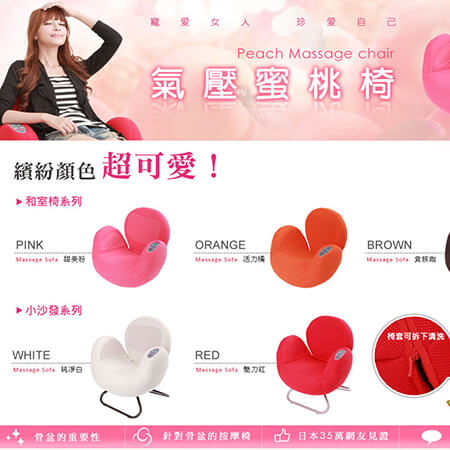 寵愛女人 珍愛自己
Peach Massage chair
氣壓蜜桃椅
繽紛顏色 超可愛！
▶和室椅系列
PINK
Massage Sofa 甜美粉
ORANGE
Massage Sofa 活力橘
BROWN
Massage Sofa 貴族咖
▶小沙發系列
WHITE
Massage Sofa 純淨白
RED
Massage Sofa 魅力紅
椅套可拆下清洗
骨盆的重要性
針對骨盆的按摩椅
日本35萬網友見證